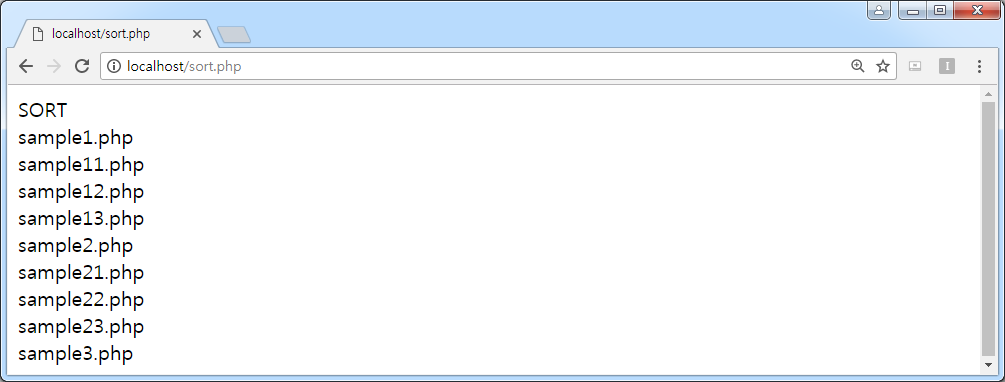 localhost/sort.php
localhost/sort.php
SORT
sample1.php
sample11.php
sample12.php
sample13.php
sample2.php
sample21.php
sample22.php
sample23.php
sample3.php